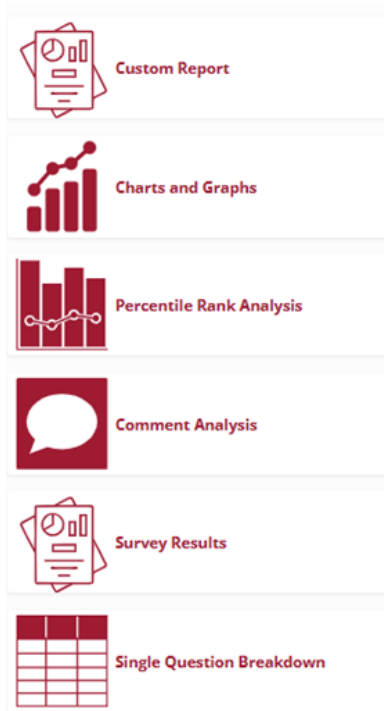 Custom Report
Charts and Graphs
Percentile Rank Analysis
Comment Analysis
Survey Results
Single Question Breakdown